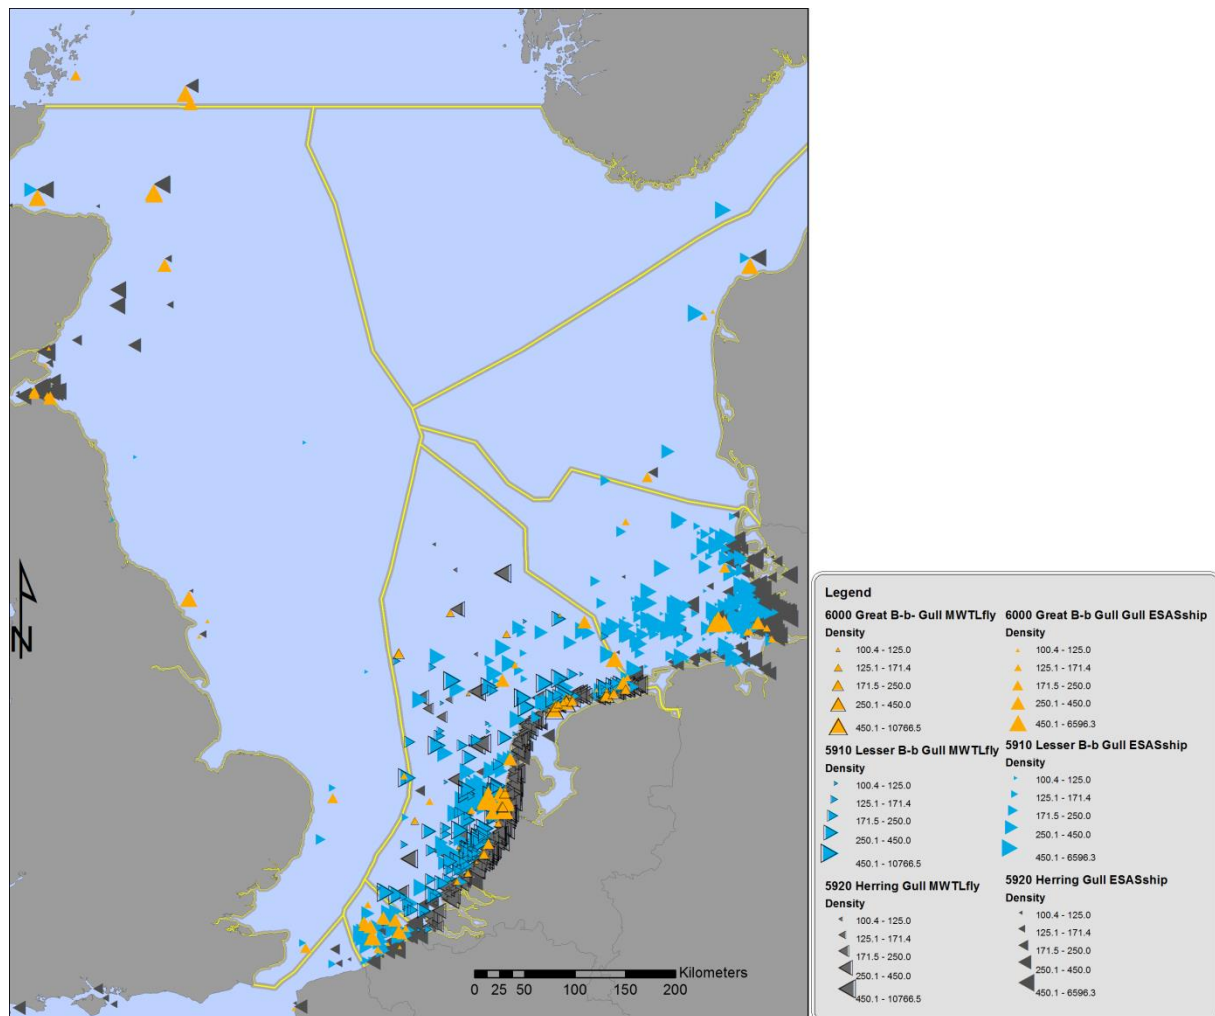 N
Kilometers
0 25 50 100 150 200
Legend
6000 Great B-b- Gull MWTLfly
Density
100.4 - 125.0
125.1 - 171.4
171.5 - 250.0
250.1 - 450.0
450.1 - 10766.5
5910 Lesser B-b Gull MWTLfly
Density
100.4 - 125.0
125.1 - 171.4
171.5 - 250.0
250.1 - 450.0
450.1 - 10766.5
5920 Herring Gull MWTLfly
Density
100.4 - 125.0
125.1 - 171.4
171.5 - 250.0
250.1 - 450.0
450.1 - 10766.5
6000 Great B-b Gull Gull ESASship
Density
100.4 - 125.0
125.1 - 171.4
171.5 - 250.0
250.1 - 450.0
450.1 - 6596.3
5910 Lesser B-b Gull ESASship
Density
100.4 - 125.0
125.1 - 171.4
171.5 - 250.0
250.1 - 450.0
450.1 - 6596.3
5920 Herring Gull ESASship
Density
100.4 - 125.0
125.1 - 171.4
171.5 - 250.0
250.1 - 450.0
450.1 - 6596.3